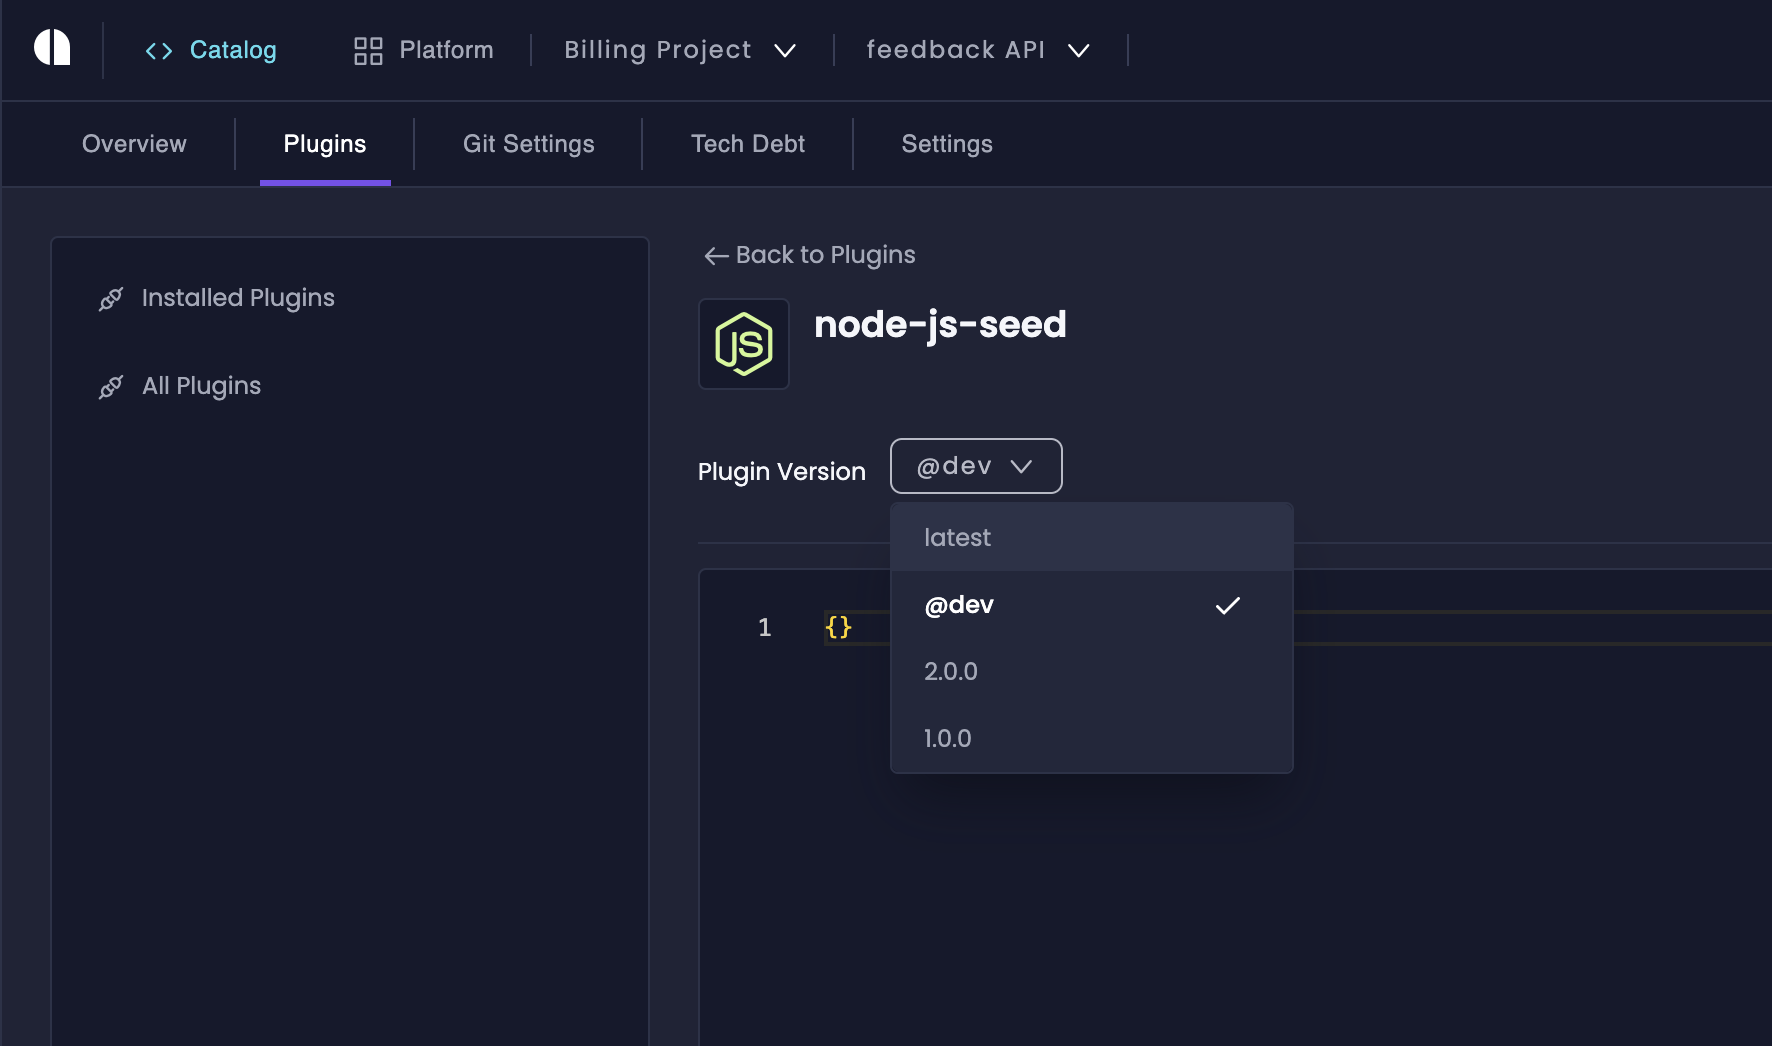 Catalog
Platform
Billing Project
feedback API
Overview
Plugins
Git Settings
Tech Debt
Settings
Installed Plugins
All Plugins
Back to Plugins
JS
node-js-seed
Plugin Version
@dev
latest
@dev
2.0.0
1.0.0
1 {}